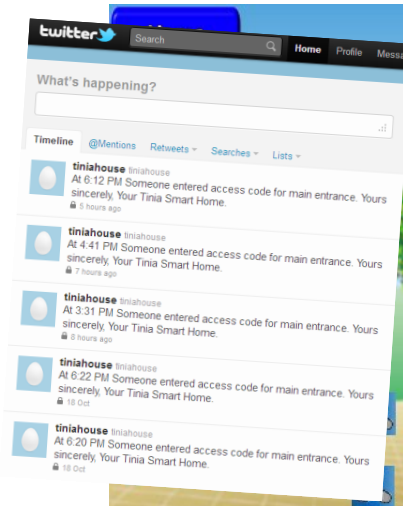 twitter
Search
Home Profile Messa
What's happening?
Timeline @Mentions Retweets Searches Lists
tiniahouse tiniahouse
At 6:12 PM Someone entered access code for main entrance. Yours
sincerely, Your Tinia Smart Home.
5 hours ago
tiniahouse tiniahouse
At 4:41 PM Someone entered access code for main entrance. Yours
sincerely, Your Tinia Smart Home.
7 hours ago
tiniahouse tiniahouse
At 3:31 PM Someone entered access code for main entrance. Yours
sincerely, Your Tinia Smart Home.
8 hours ago
tiniahouse tiniahouse
At 6:22 PM Someone entered access code for main entrance. Yours
sincerely, Your Tinia Smart Home.
18 Oct
tiniahouse tiniahouse
At 6:20 PM Someone entered access code for main entrance. Yours
sincerely, Your Tinia Smart Home.
18 Oct